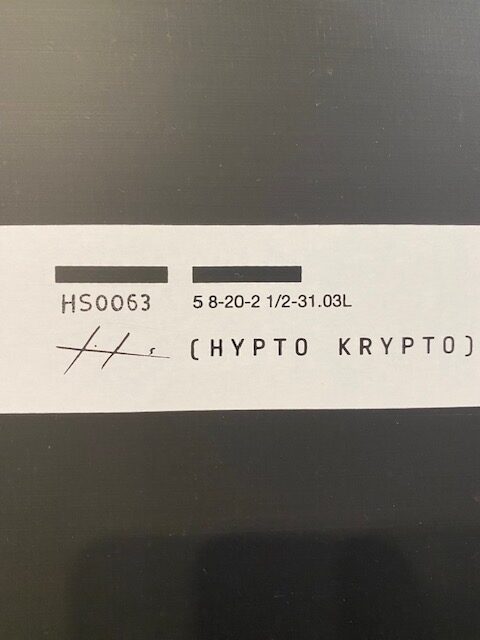 HS0063 5 8-20-2 1/2-31.03L
H.s (HYPTO KRYPTO)